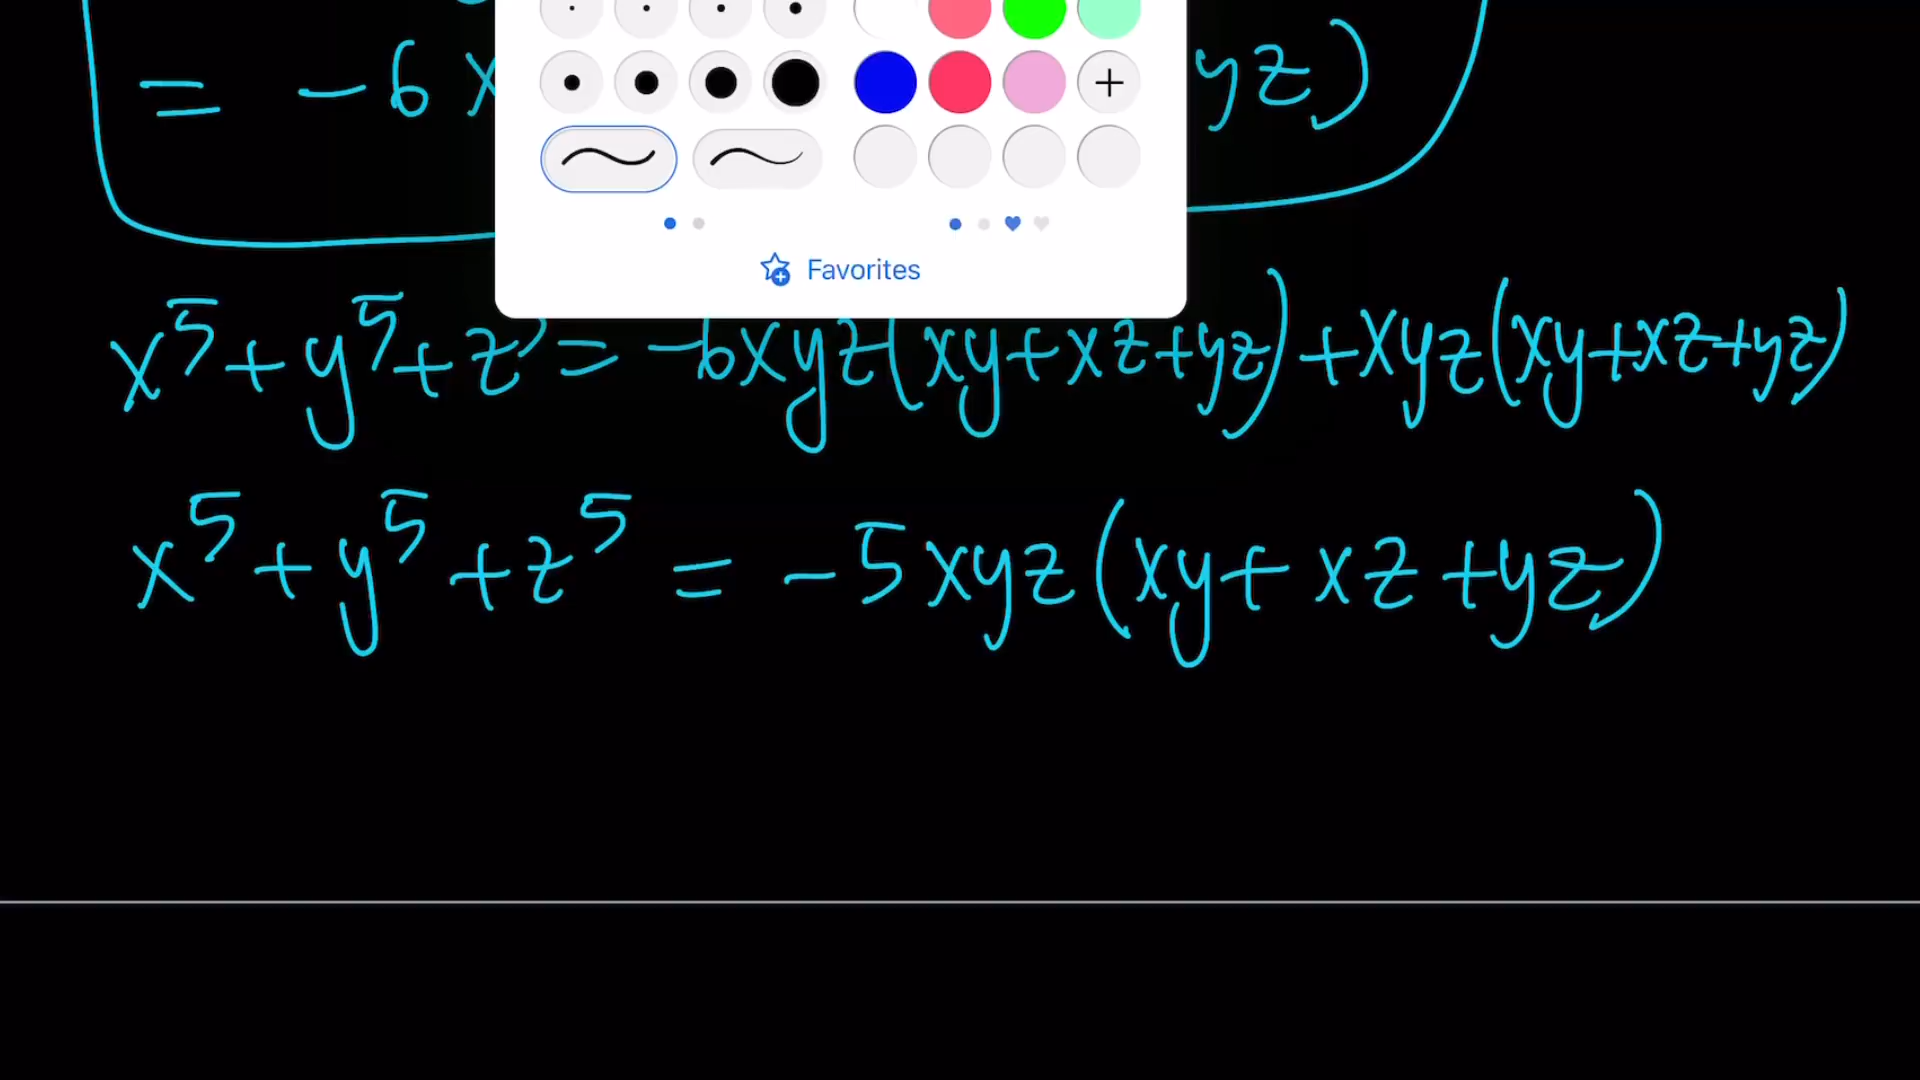 = -6x yz)
Favorites
x⁵+y⁵+z⁵= -6xyz(xy+xz+yz)+xyz(xy+xz+yz)
x⁵+y⁵+z⁵ = -5xyz(xy+xz+yz)